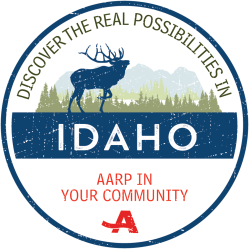 DISCOVER THE REAL POSSIBILITIES IN
IDAHO
AARP IN
YOUR COMMUNITY